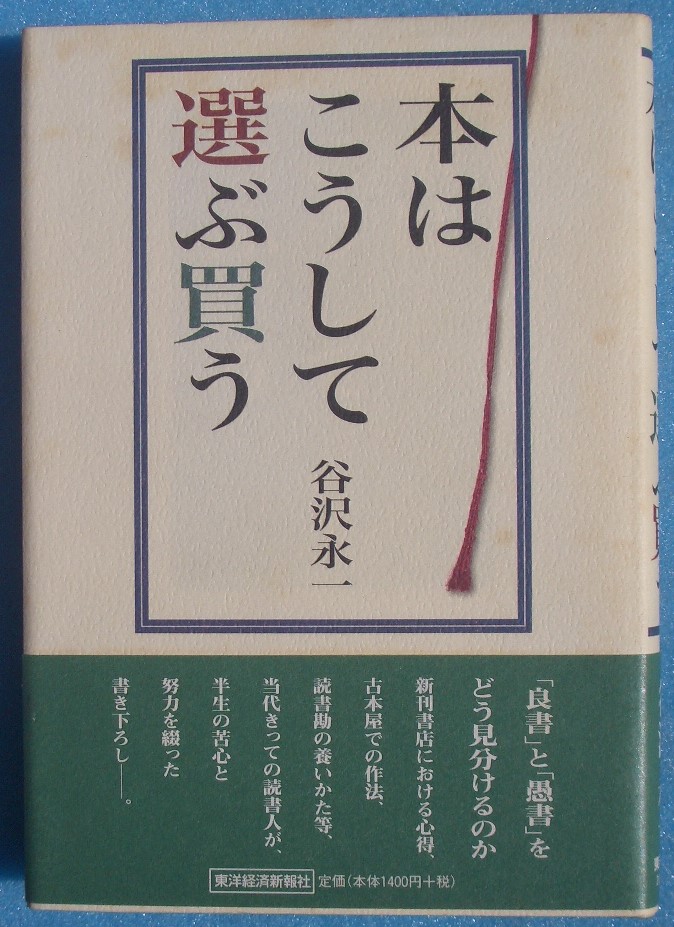 本は
こうして
選ぶ買う
谷沢永一
「良書」と「愚書」を
どう見分けるのか
新刊書店における心得、
古本屋での作法、
読書勘の養いかた等、
当代きっての読書人が、
半生の苦心と
努力を綴った
書き下ろし――。
東洋経済新報社 定価(本体1400円+税)